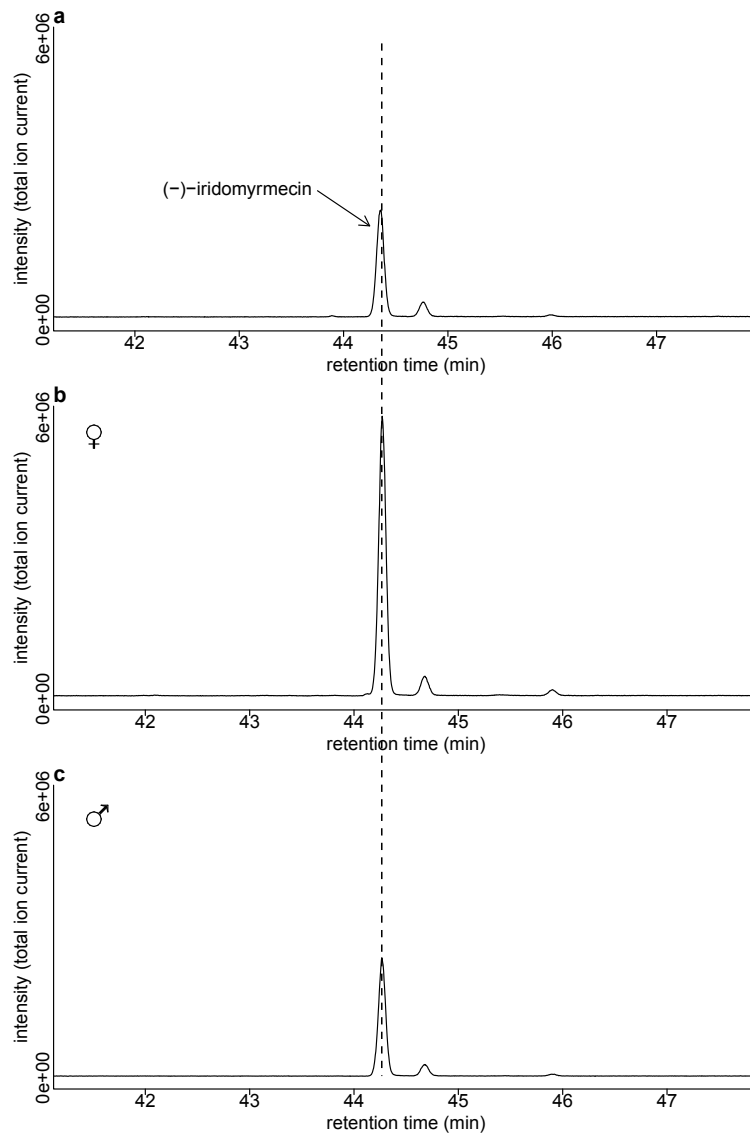 a
6e+06
intensity (total ion current)
(−)−iridomyrmecin
0e+00
42 43 44 45 46 47
retention time (min)
b
6e+06
♀
intensity (total ion current)
0e+00
42 43 44 45 46 47
retention time (min)
c
6e+06
♂
intensity (total ion current)
0e+00
42 43 44 45 46 47
retention time (min)